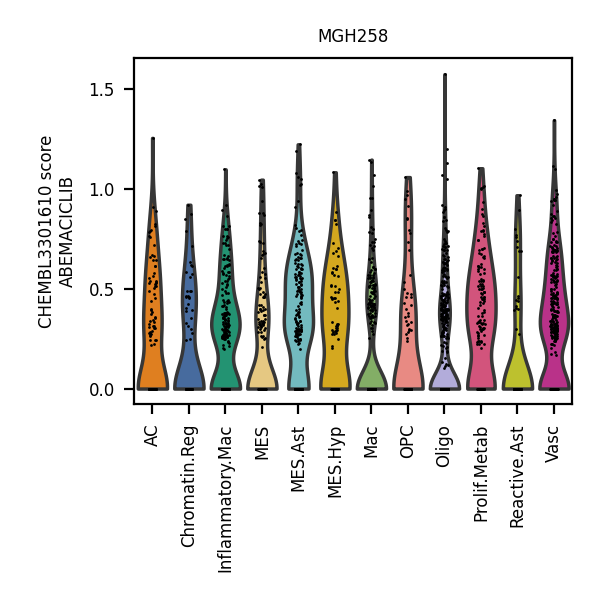 MGH258
CHEMBL3301610 score
ABEMACICLIB
1.5
1.0
0.5
0.0
AC
Chromatin.Reg
Inflammatory.Mac
MES
MES.Ast
MES.Hyp
Mac
OPC
Oligo
Prolif.Metab
Reactive.Ast
Vasc